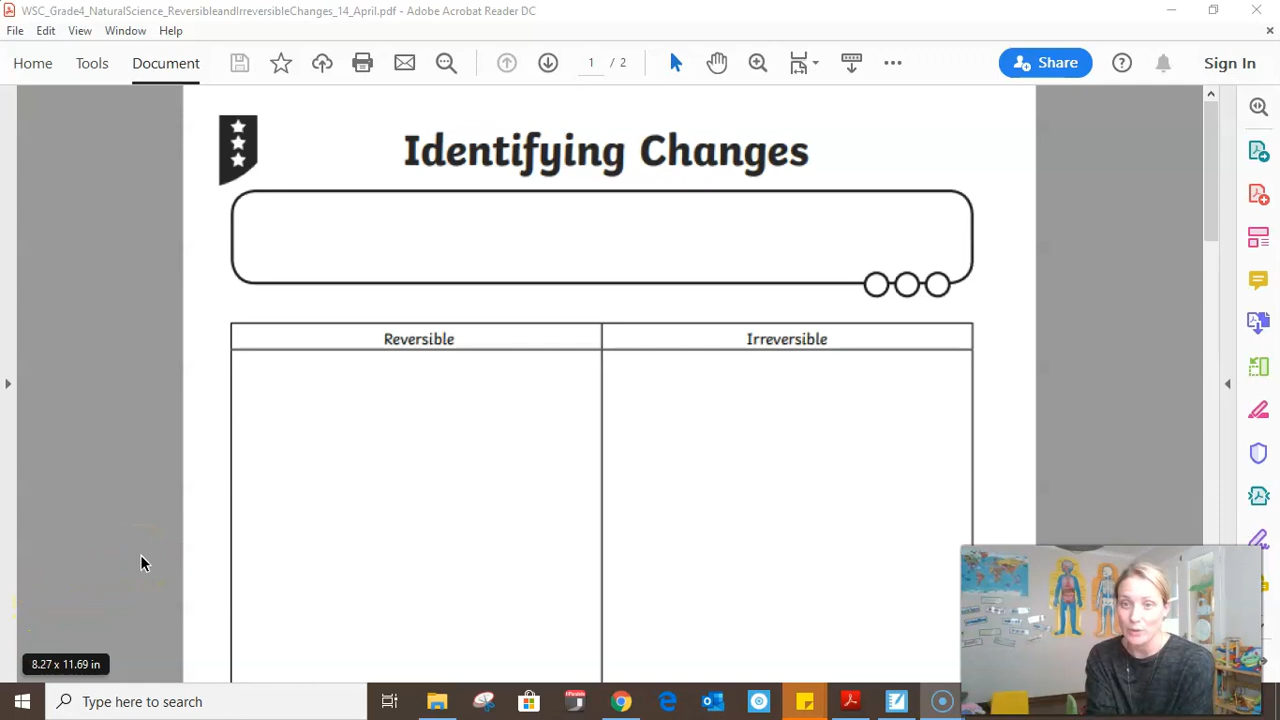 WSC_Grade4_NaturalScience_ReversibleandIrreversibleChanges_14_April.pdf - Adobe Acrobat Reader DC
File Edit View Window Help
Home Tools Document 1 / 2 Share Sign In
Identifying Changes
Reversible Irreversible
8.27 x 11.69 in
Type here to search